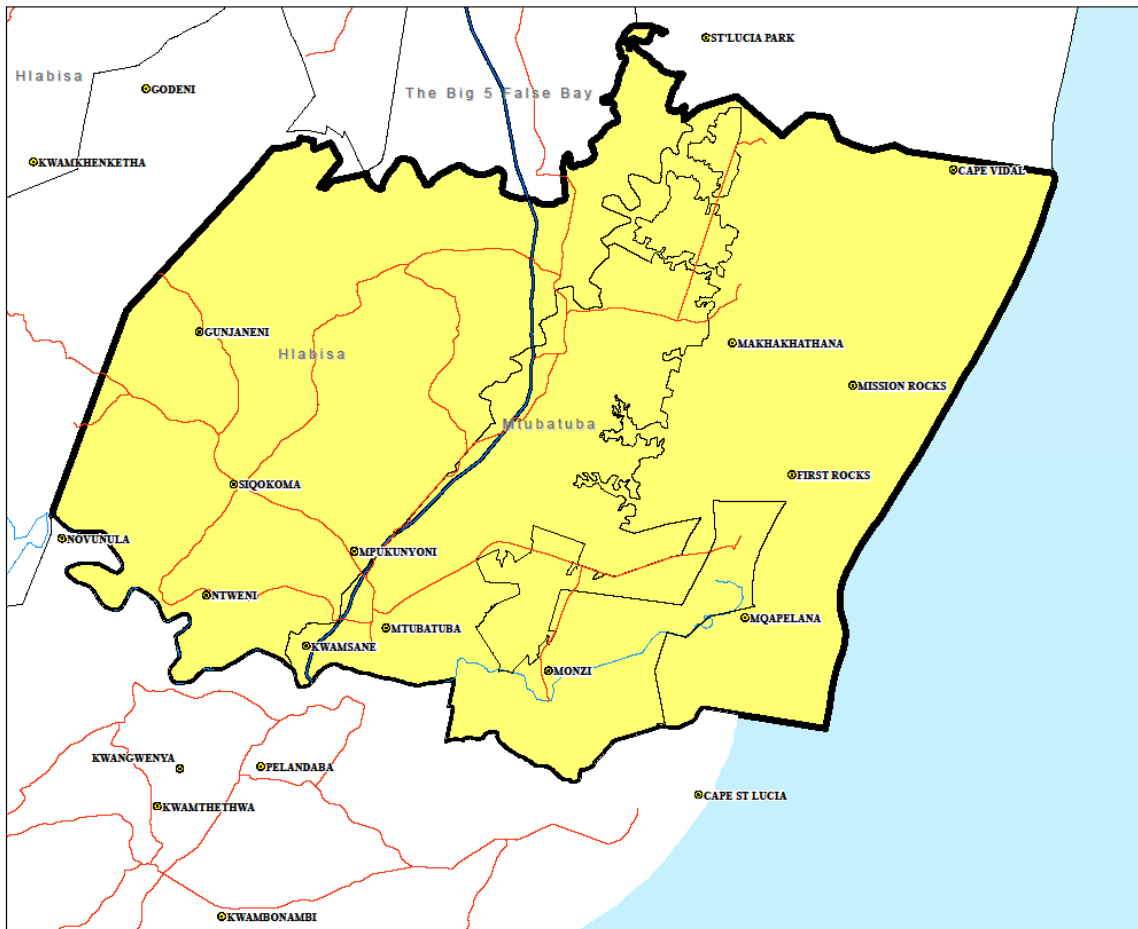 ST'LUCIA PARK
Hlabisa
GODENI
The Big 5 False Bay
KWAMKHENKETHA
CAPE VIDAL
GUNJANENI
MAKHAKHATHANA
Hlabisa
MISSION ROCKS
Mtubatuba
FIRST ROCKS
SIQOKOMA
NOVUNULA
MPUKUNYONI
NTWENI
MQAPELANA
MTUBATUBA
KWAMSANE
MONZI
KWANGWENYA
PELANDABA
CAPE ST LUCIA
KWAMTHETHWA
KWAMBONAMBI